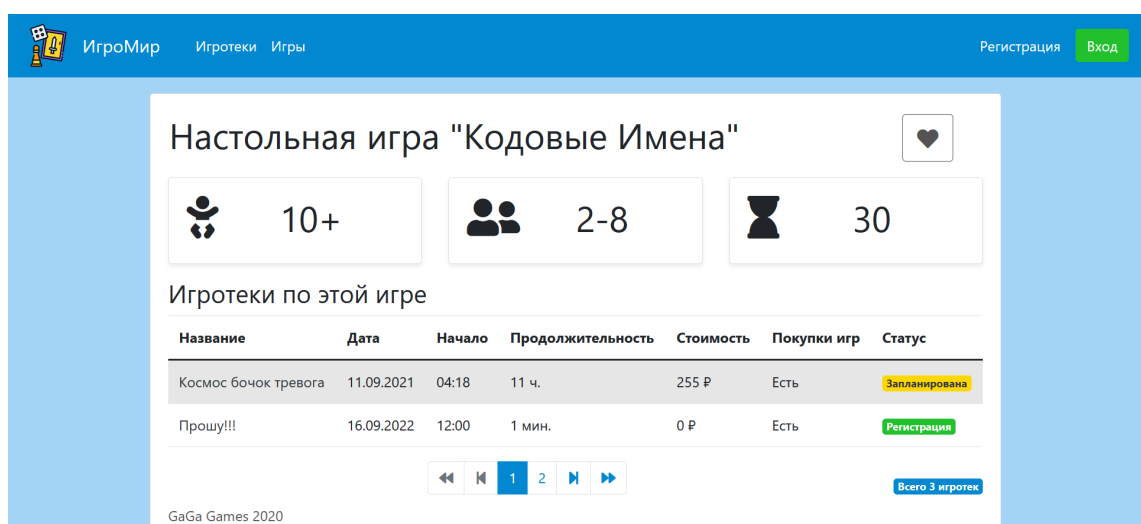 ИгроМир Игротеки Игры Регистрация Вход
Настольная игра "Кодовые Имена"
10+ 2-8 30
Игротеки по этой игре
Название Дата Начало Продолжительность Стоимость Покупки игр Статус
Космос бочок тревога 11.09.2021 04:18 11 ч. 255 ₽ Есть Запланирована
Прошу!!! 16.09.2022 12:00 1 мин. 0 ₽ Есть Регистрация
1 2
Всего 3 игротек
GaGa Games 2020